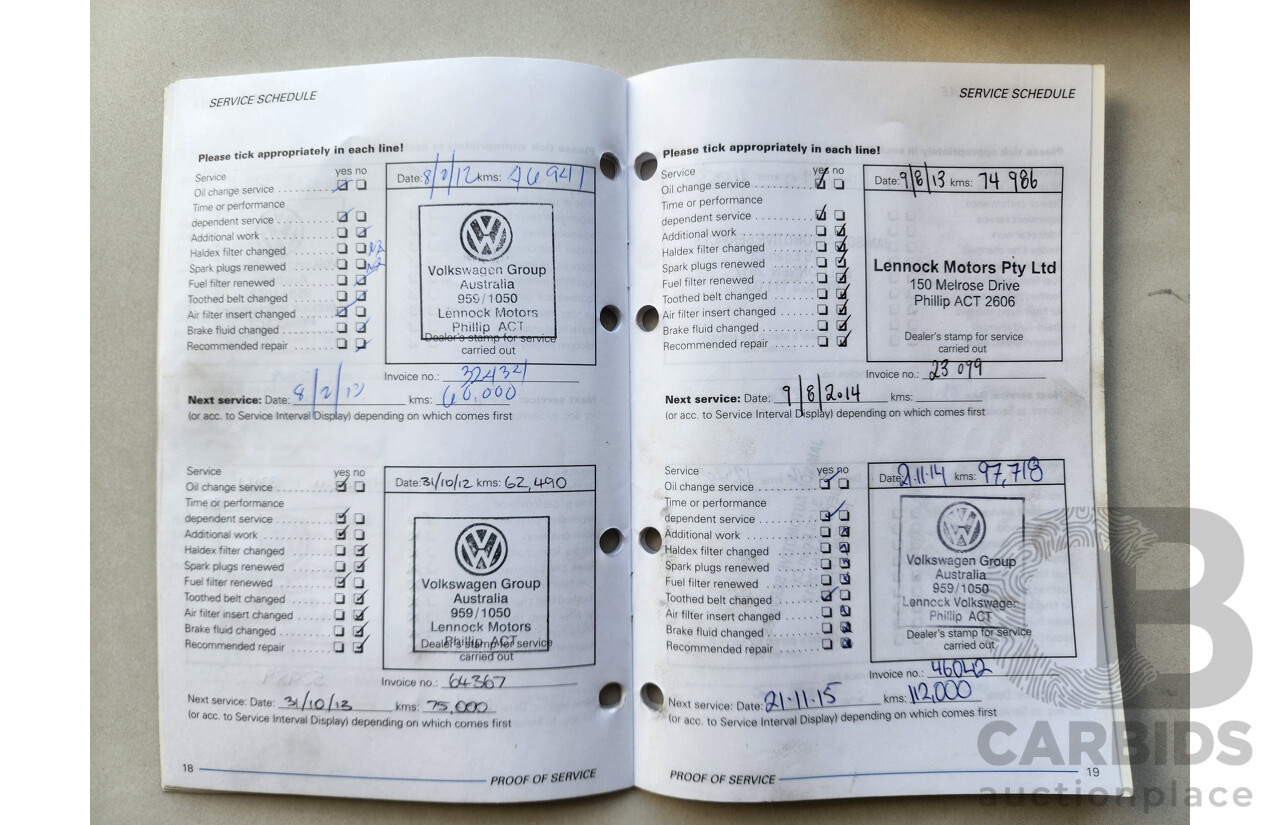 SERVICE SCHEDULE
Please tick appropriately in each line!
Service yes no
Oil change service
Time or performance
dependent service
Additional work
Haldex filter changed
Spark plugs renewed
Fuel filter renewed
Toothed belt changed
Air filter insert changed
Brake fluid changed
Recommended repair
Date: 8/2/12 kms: 46941
Volkswagen Group
Australia
959/1050
Lennock Motors
Phillip ACT
Dealer's stamp for service
carried out
Invoice no.:
Next service: Date: 8/2/13 kms: 60,000
(or acc. to Service Interval Display) depending on which comes first
Service yes no
Oil change service
Time or performance
dependent service
Additional work
Haldex filter changed
Spark plugs renewed
Fuel filter renewed
Toothed belt changed
Air filter insert changed
Brake fluid changed
Recommended repair
Date: 31/10/12 kms: 62,490
Volkswagen Group
Australia
959/1050
Lennock Motors
Phillip ACT
Dealer's stamp for service
carried out
Invoice no.: 64367
Next service: Date: 31/10/13 kms: 75,000
(or acc. to Service Interval Display) depending on which comes first
18
PROOF OF SERVICE
SERVICE SCHEDULE
Please tick appropriately in each line!
Service yes no
Oil change service
Time or performance
dependent service
Additional work
Haldex filter changed
Spark plugs renewed
Fuel filter renewed
Toothed belt changed
Air filter insert changed
Brake fluid changed
Recommended repair
Date: 9/8/13 kms: 74 986
Lennock Motors Pty Ltd
150 Melrose Drive
Phillip ACT 2606
Dealer's stamp for service
carried out
Invoice no.: 23 099
Next service: Date: 9/8/2014 kms:
(or acc. to Service Interval Display) depending on which comes first
Service yes no
Oil change service
Time or performance
dependent service
Additional work
Haldex filter changed
Spark plugs renewed
Fuel filter renewed
Toothed belt changed
Air filter insert changed
Brake fluid changed
Recommended repair
Date: 21.11.14 kms: 97,718
Volkswagen Group
Australia
959/1050
Lennock Volkswagen
Phillip ACT
Dealer's stamp for service
carried out
Invoice no.: 46042
Next service: Date: 21.11.15 kms: 112,000
(or acc. to Service Interval Display) depending on which comes first
PROOF OF SERVICE
19
CARBIDS
auctionplace